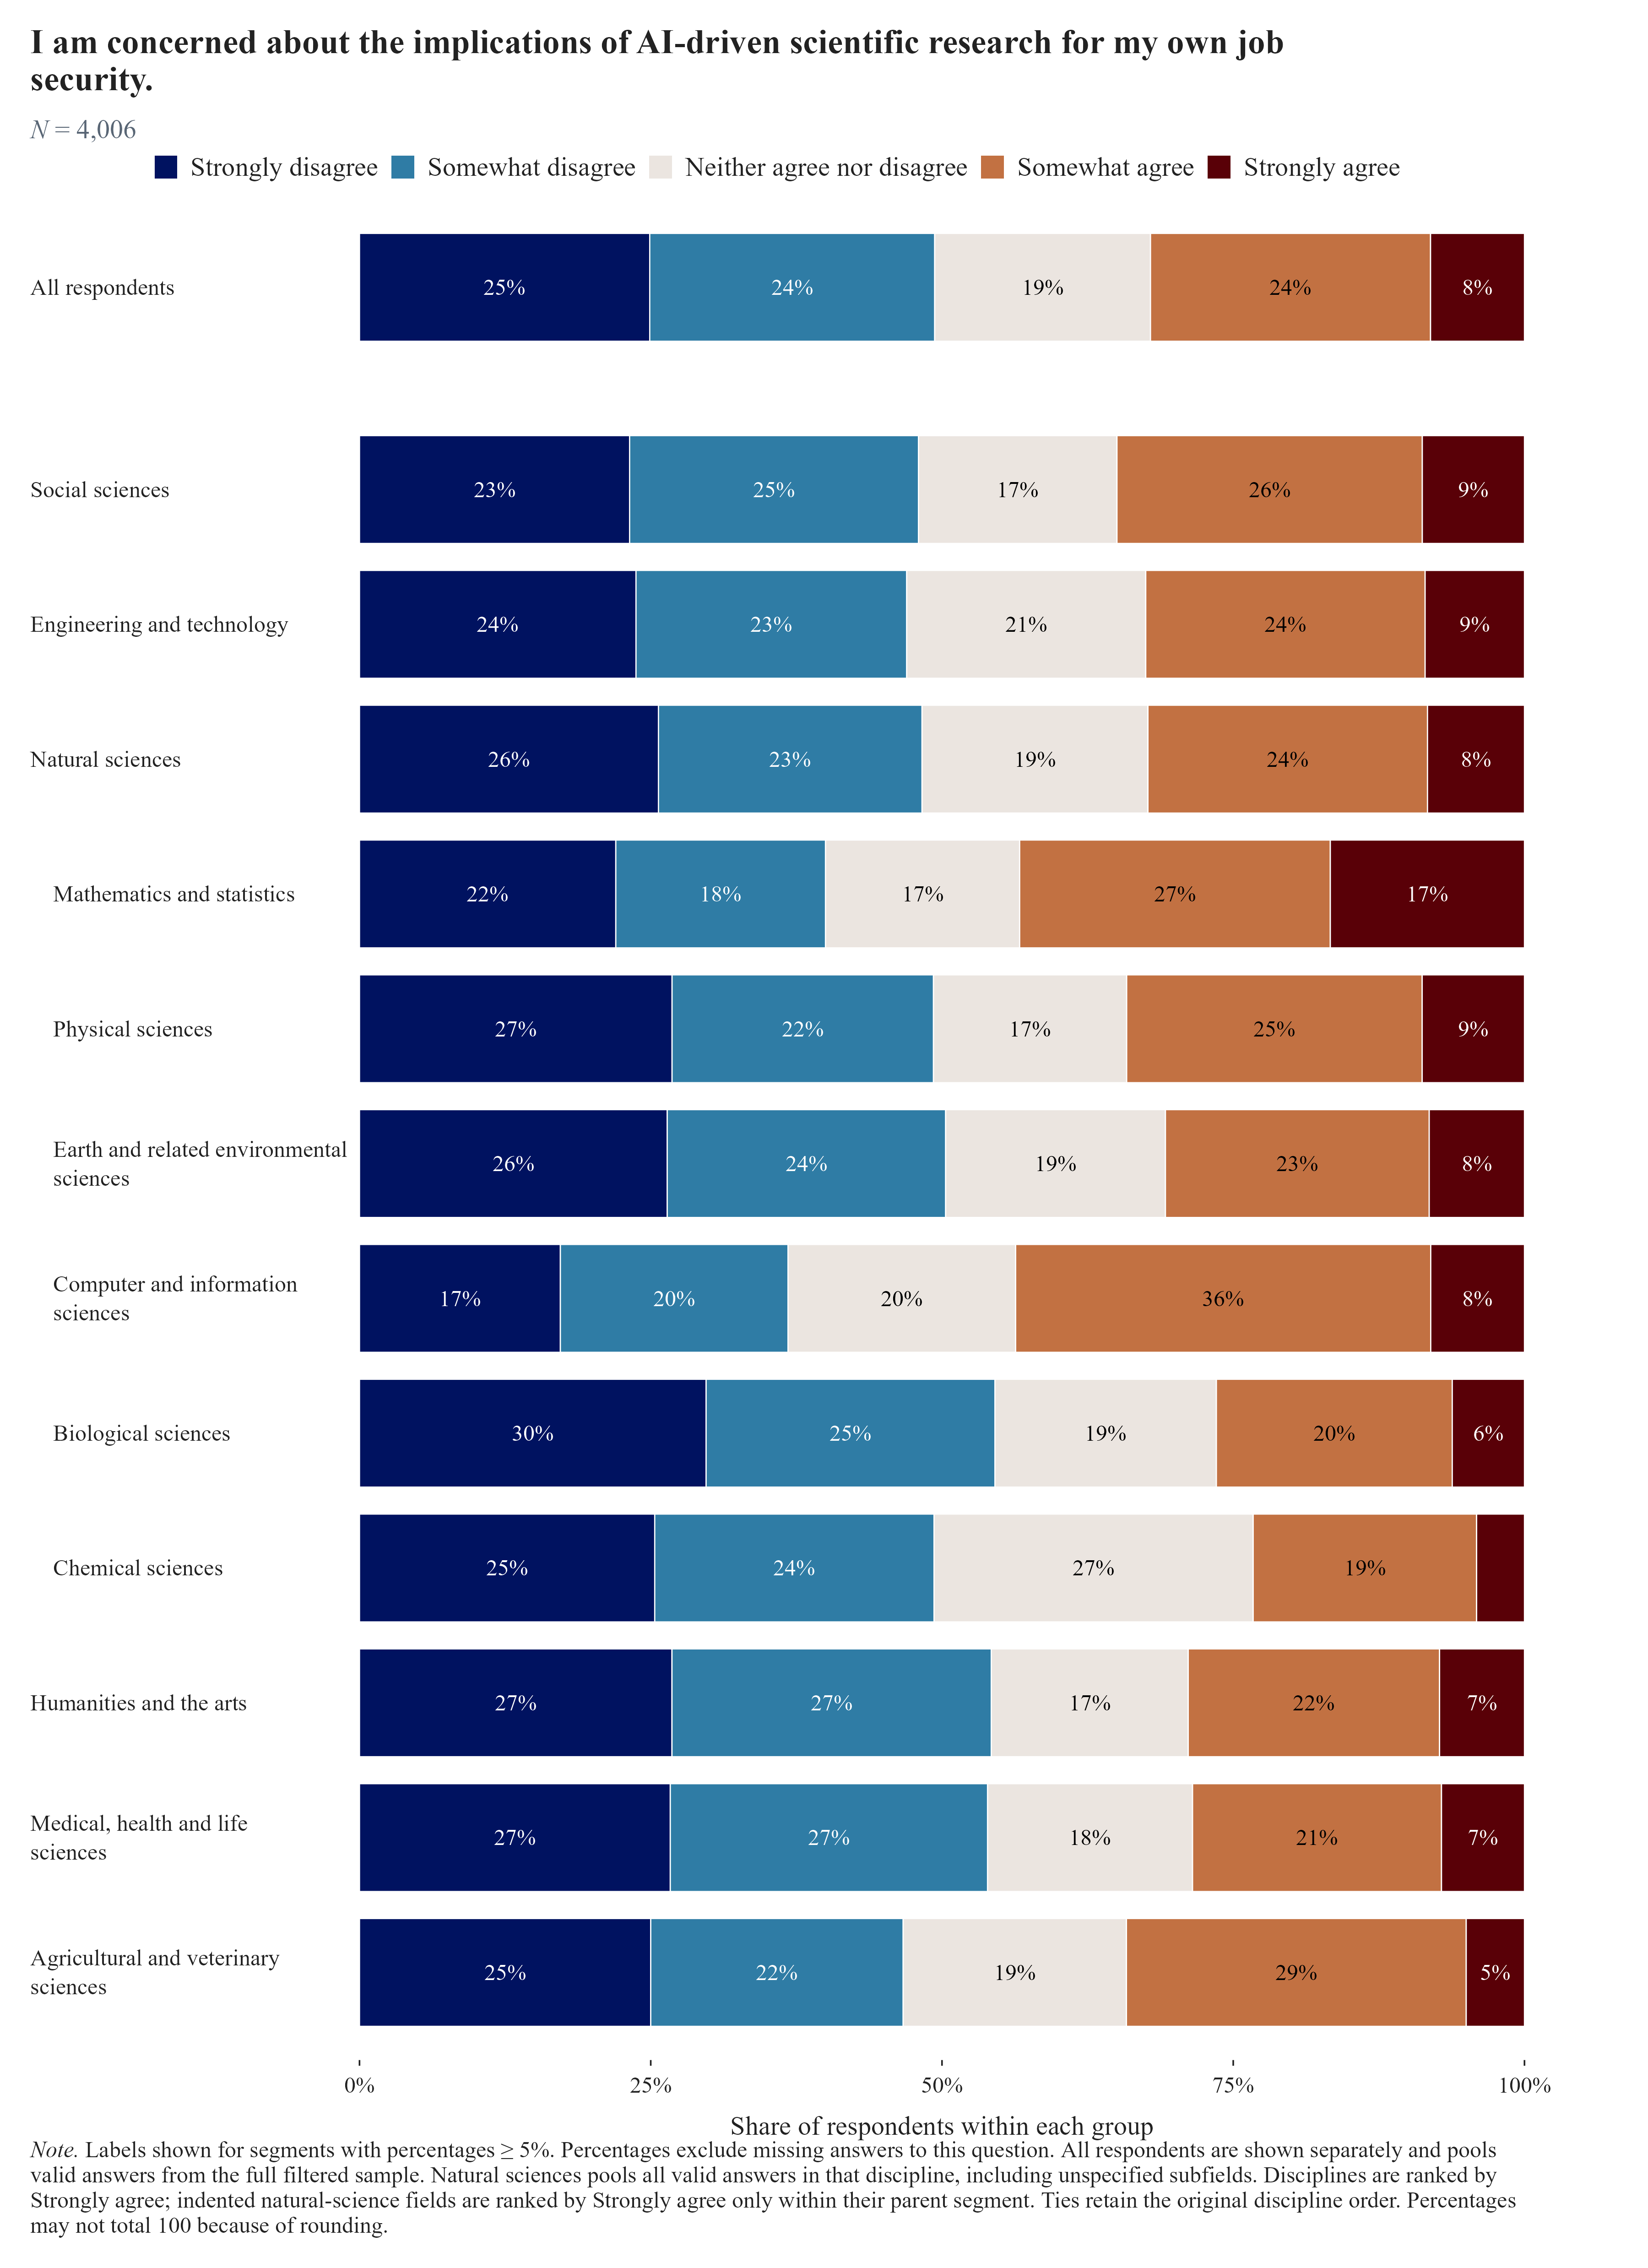 I am concerned about the implications of AI-driven scientific research for my own job
security.
N = 4,006
Strongly disagree Somewhat disagree Neither agree nor disagree Somewhat agree Strongly agree
All respondents 25% 24% 19% 24% 8%
Social sciences 23% 25% 17% 26% 9%
Engineering and technology 24% 23% 21% 24% 9%
Natural sciences 26% 23% 19% 24% 8%
Mathematics and statistics 22% 18% 17% 27% 17%
Physical sciences 27% 22% 17% 25% 9%
Earth and related environmental
sciences 26% 24% 19% 23% 8%
Computer and information
sciences 17% 20% 20% 36% 8%
Biological sciences 30% 25% 19% 20% 6%
Chemical sciences 25% 24% 27% 19%
Humanities and the arts 27% 27% 17% 22% 7%
Medical, health and life
sciences 27% 27% 18% 21% 7%
Agricultural and veterinary
sciences 25% 22% 19% 29% 5%
0% 25% 50% 75% 100%
Share of respondents within each group
Note. Labels shown for segments with percentages ≥ 5%. Percentages exclude missing answers to this question. All respondents are shown separately and pools
valid answers from the full filtered sample. Natural sciences pools all valid answers in that discipline, including unspecified subfields. Disciplines are ranked by
Strongly agree; indented natural-science fields are ranked by Strongly agree only within their parent segment. Ties retain the original discipline order. Percentages
may not total 100 because of rounding.